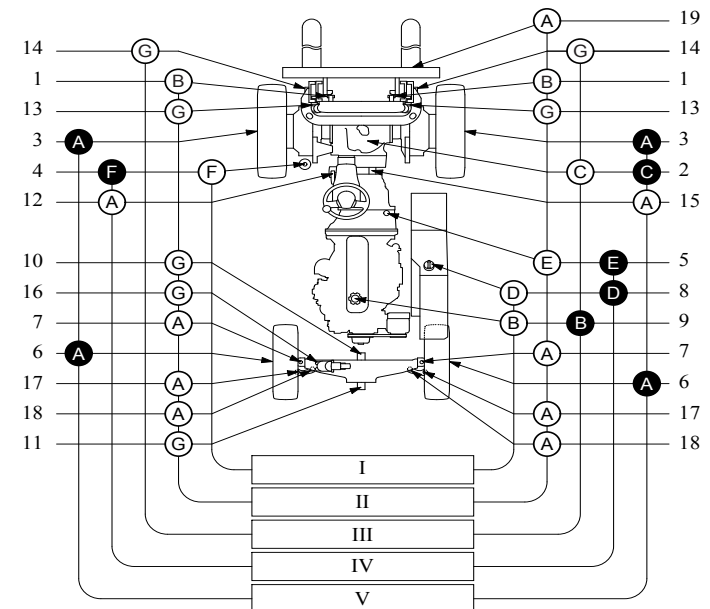 A 19
14 G G 14
1 B B 1
13 G G 13
3 A A 3
4 F F C C 2
12 A A 15
10 G E E 5
16 G D D 8
7 A B B 9
6 A A 7
17 A A 6
18 A A 17
11 G A 18
I
II
III
IV
V